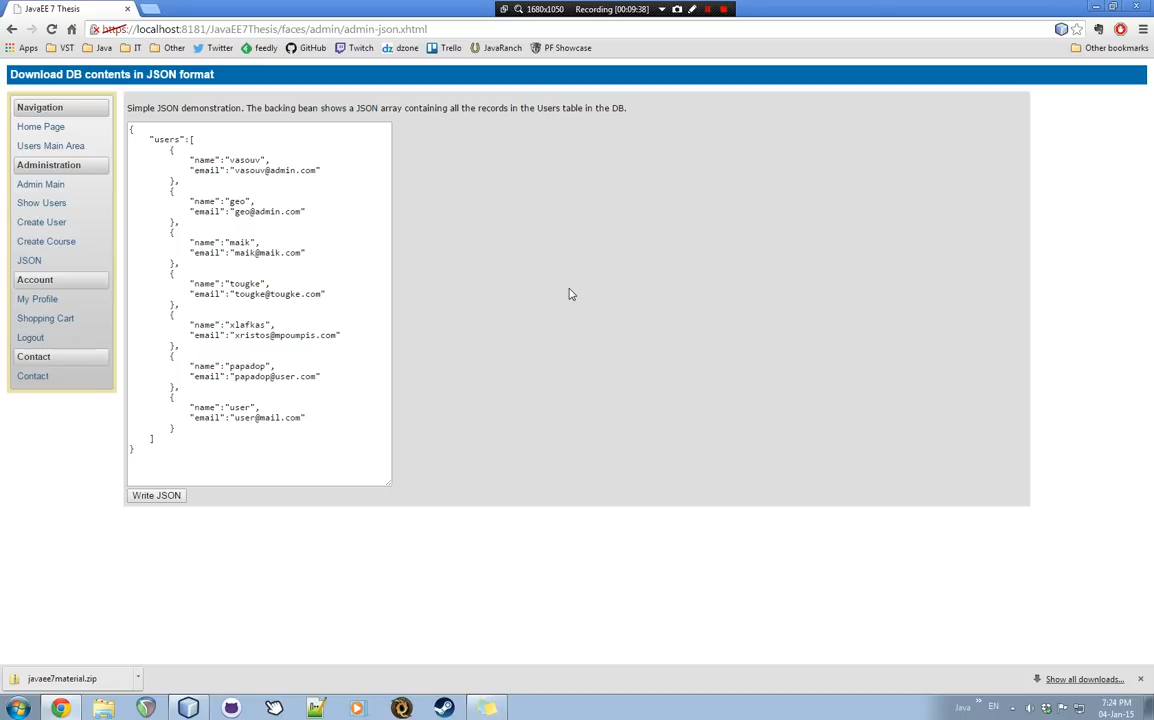 JavaEE 7 Thesis
1680x1050 Recording [00:09:38]
https://localhost:8181/JavaEE7Thesis/faces/admin/admin-json.xhtml
Apps VST Java IT Other Twitter feedly GitHub Twitch dzone Trello JavaRanch PF Showcase Other bookmarks
Download DB contents in JSON format
Navigation
Home Page
Users Main Area
Administration
Admin Main
Show Users
Create User
Create Course
JSON
Account
My Profile
Shopping Cart
Logout
Contact
Contact
Simple JSON demonstration. The backing bean shows a JSON array containing all the records in the Users table in the DB.
{
"users":[
{
"name":"vasouv",
"email":"vasouv@admin.com"
},
{
"name":"geo",
"email":"geo@admin.com"
},
{
"name":"maik",
"email":"maik@maik.com"
},
{
"name":"tougke",
"email":"tougke@tougke.com"
},
{
"name":"xlafkas",
"email":"xristos@mpoumpis.com"
},
{
"name":"papadop",
"email":"papadop@user.com"
},
{
"name":"user",
"email":"user@mail.com"
}
]
}
Write JSON
javaee7material.zip
Show all downloads...
Java EN 7:24 PM
04-Jan-15